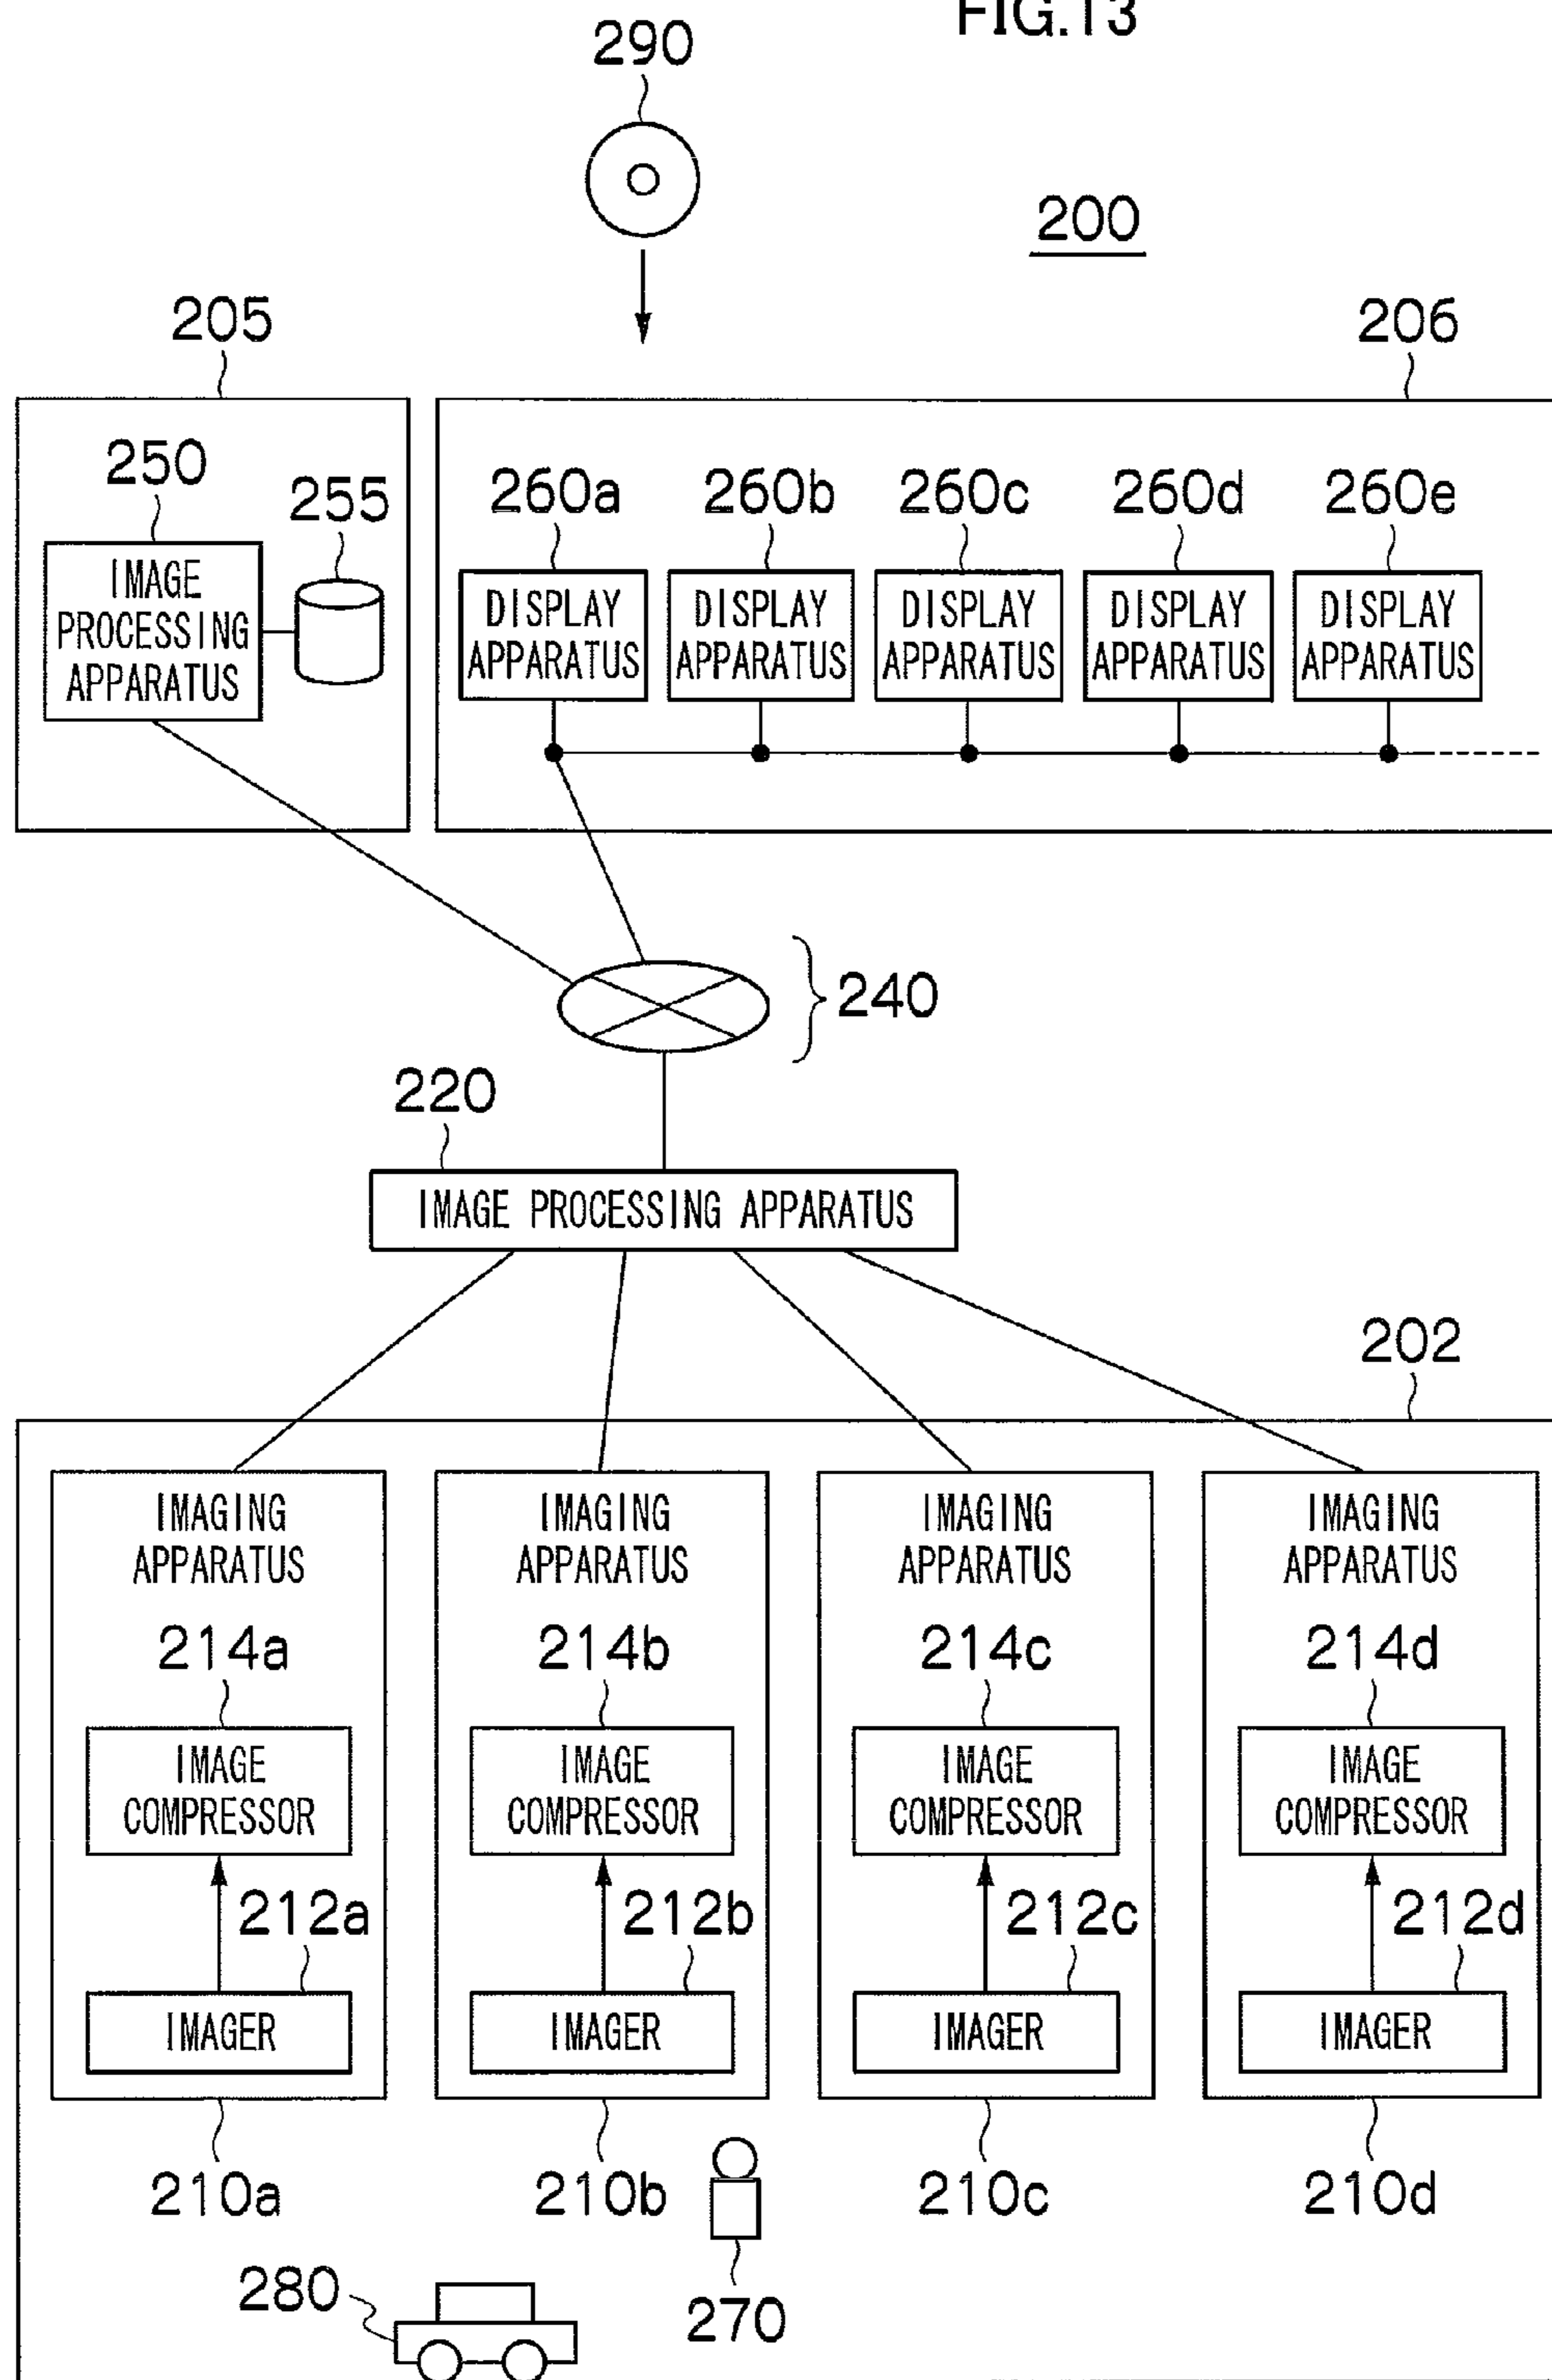 FIG.13
290
200
205
206
250
255
260a
260b
260c
260d
260e
IMAGE
PROCESSING
APPARATUS
DISPLAY
APPARATUS
DISPLAY
APPARATUS
DISPLAY
APPARATUS
DISPLAY
APPARATUS
DISPLAY
APPARATUS
240
220
IMAGE PROCESSING APPARATUS
202
IMAGING
APPARATUS
IMAGING
APPARATUS
IMAGING
APPARATUS
IMAGING
APPARATUS
214a
214b
214c
214d
IMAGE
COMPRESSOR
IMAGE
COMPRESSOR
IMAGE
COMPRESSOR
IMAGE
COMPRESSOR
212a
212b
212c
212d
IMAGER
IMAGER
IMAGER
IMAGER
210a
210b
210c
210d
280
270